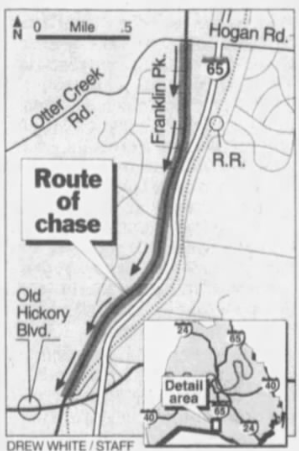 N
0 Mile .5
Hogan Rd.
65
Otter Creek
Rd.
Franklin Pk.
R.R.
Route
of
chase
Old
Hickory
Blvd.
24
65
Detail
area
40
65
40
24
DREW WHITE / STAFF